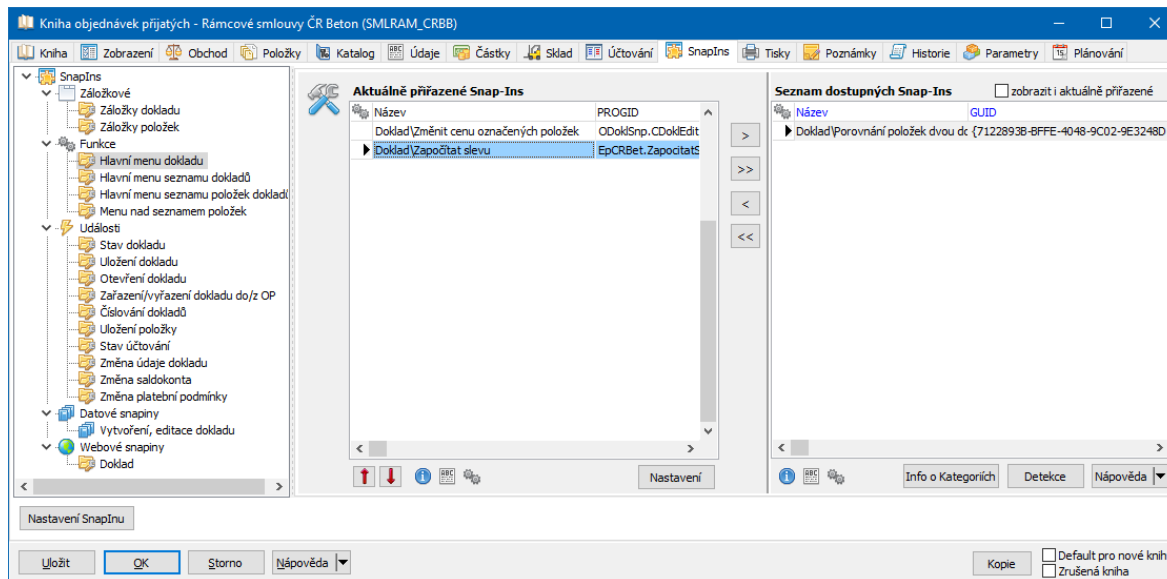 Kniha objednávek přijatých - Rámcové smlouvy ČR Beton (SMLRAM_CRBB)
Kniha Zobrazení Obchod Položky Katalog Údaje Částky Sklad Účtování SnapIns Tisky Poznámky Historie Parametry Plánování
SnapIns
Záložkové
Záložky dokladu
Záložky položek
Funkce
Hlavní menu dokladu
Hlavní menu seznamu dokladů
Hlavní menu seznamu položek dokladů
Menu nad seznamem položek
Události
Stav dokladu
Uložení dokladu
Otevření dokladu
Zařazení/vyřazení dokladu do/z OP
Číslování dokladů
Uložení položky
Stav účtování
Změna údaje dokladu
Změna saldokonta
Změna platební podmínky
Datové snapiny
Vytvoření, editace dokladu
Webové snapiny
Doklad
Aktuálně přiřazené Snap-Ins
Název PROGID
Doklad\Změnit cenu označených položek ODoklSnp.CDoklEdit
Doklad\Započítat slevu EpCRBet.ZapocitatS
Nastavení
>
>>
<
<<
Seznam dostupných Snap-Ins zobrazit i aktuálně přiřazené
Název GUID
Doklad\Porovnání položek dvou do {7122893B-BFFE-4048-9C02-9E3248D
Info o Kategoriích Detekce Nápověda
Nastavení SnapInu
Uložit OK Storno Nápověda Kopie
Default pro nové knih
Zrušená kniha